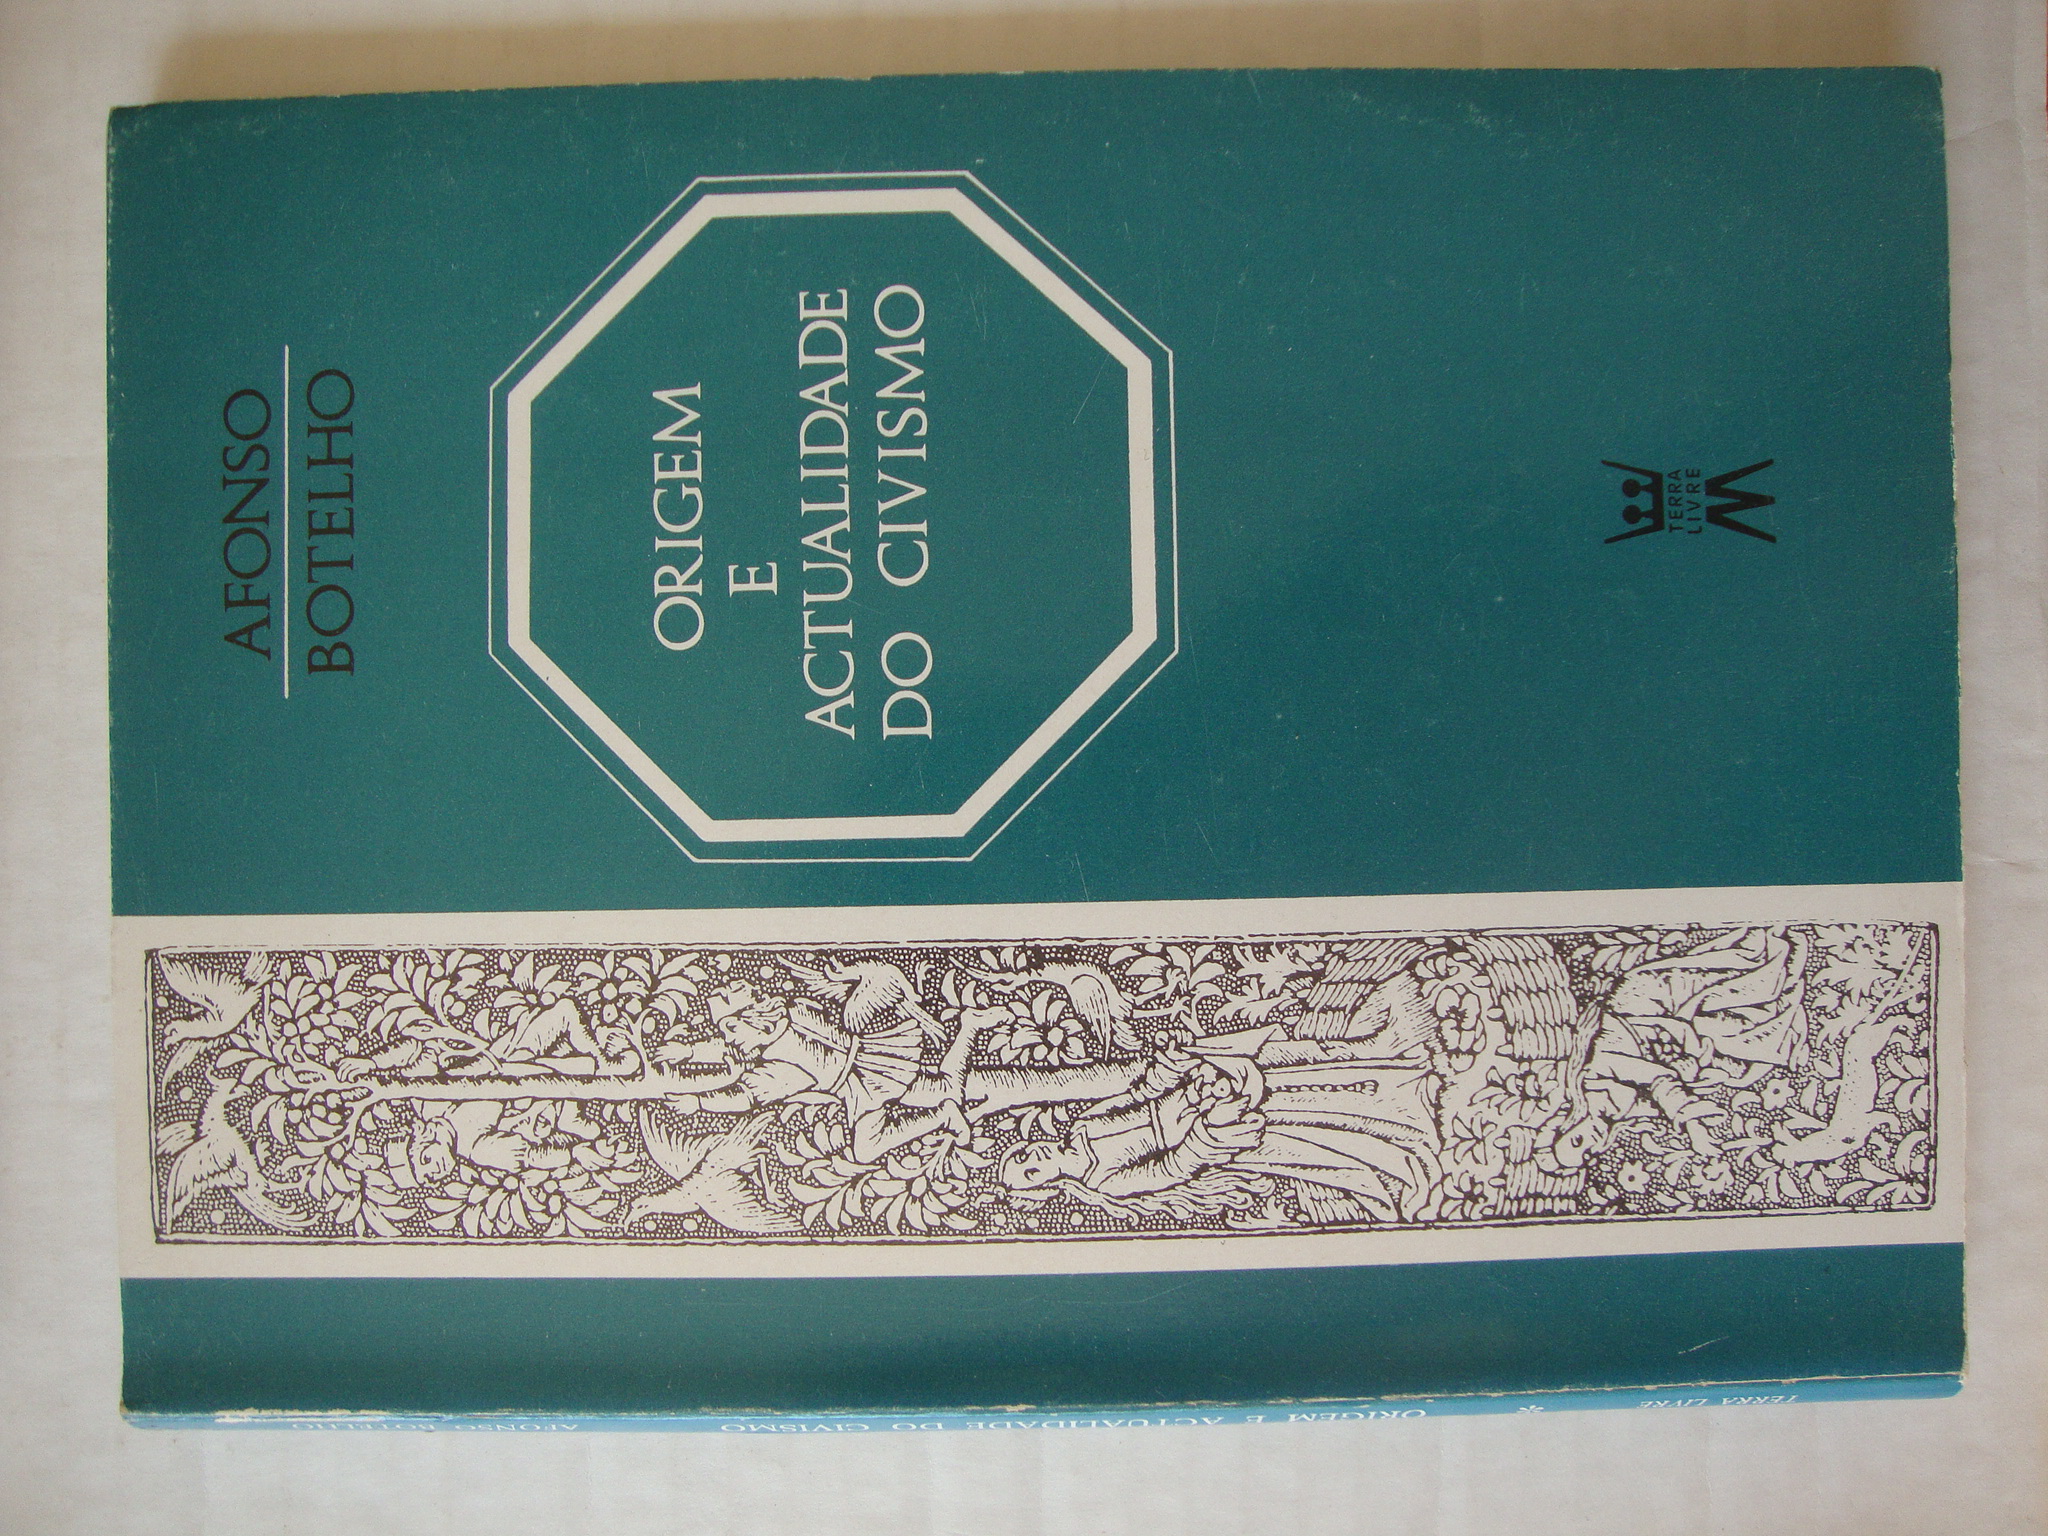 AFONSO
BOTELHO
ORIGEM
E
ACTUALIDADE
DO CIVISMO
TERRA
LIVRE
AFONSO BOTELHO
ORIGEM E ACTUALIDADE DO CIVISMO
*
TERRA LIVRE